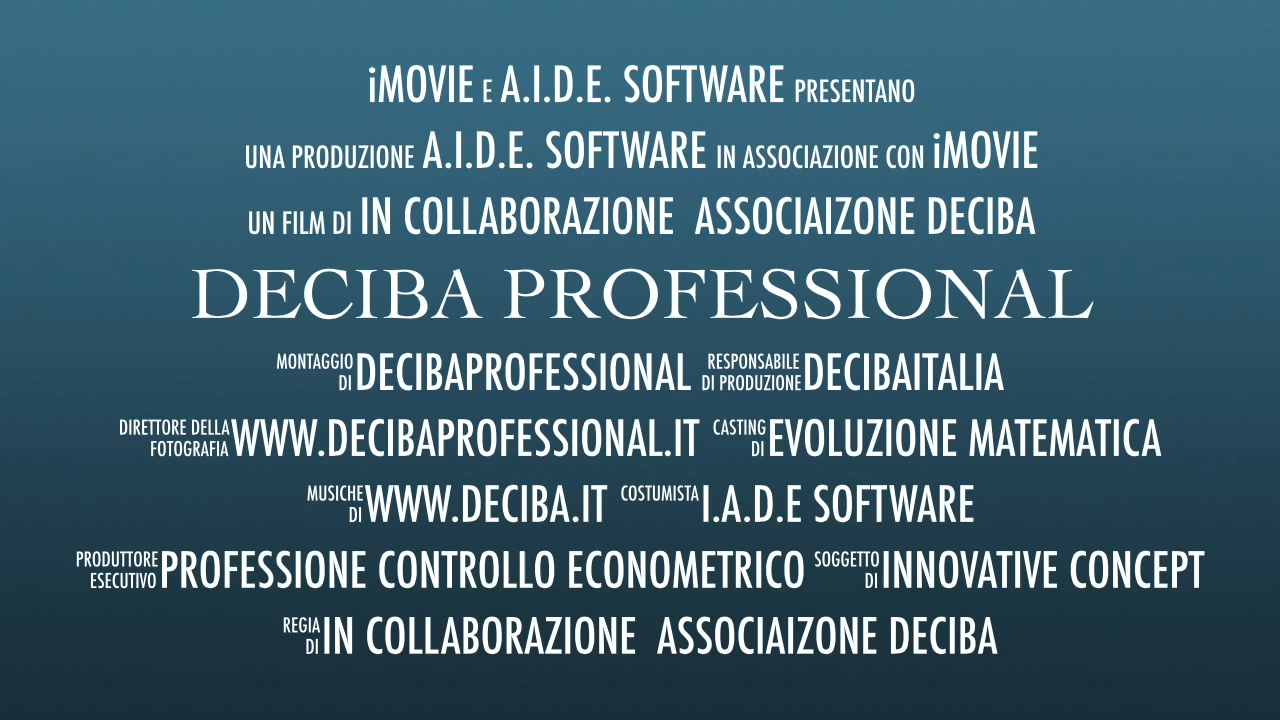 iMOVIE E A.I.D.E. SOFTWARE PRESENTANO
UNA PRODUZIONE A.I.D.E. SOFTWARE IN ASSOCIAZIONE CON iMOVIE
UN FILM DI IN COLLABORAZIONE ASSOCIAIZONE DECIBA
DECIBA PROFESSIONAL
MONTAGGIO DI DECIBAPROFESSIONAL RESPONSABILE DI PRODUZIONE DECIBAITALIA
DIRETTORE DELLA FOTOGRAFIA WWW.DECIBAPROFESSIONAL.IT CASTING DI EVOLUZIONE MATEMATICA
MUSICHE DI WWW.DECIBA.IT COSTUMISTA I.A.D.E SOFTWARE
PRODUTTORE ESECUTIVO PROFESSIONE CONTROLLO ECONOMETRICO SOGGETTO DI INNOVATIVE CONCEPT
REGIA DI IN COLLABORAZIONE ASSOCIAIZONE DECIBA